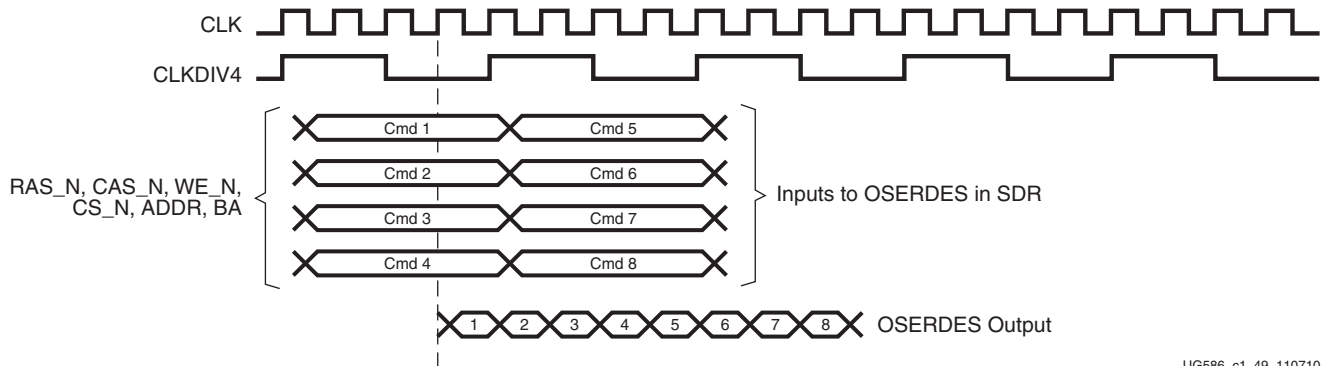 CLK
CLKDIV4
Cmd 1
Cmd 5
Cmd 2
Cmd 6
RAS_N, CAS_N, WE_N,
CS_N, ADDR, BA
Inputs to OSERDES in SDR
Cmd 3
Cmd 7
Cmd 4
Cmd 8
1 2 3 4 5 6 7 8 OSERDES Output
UG586_c1_49_110710